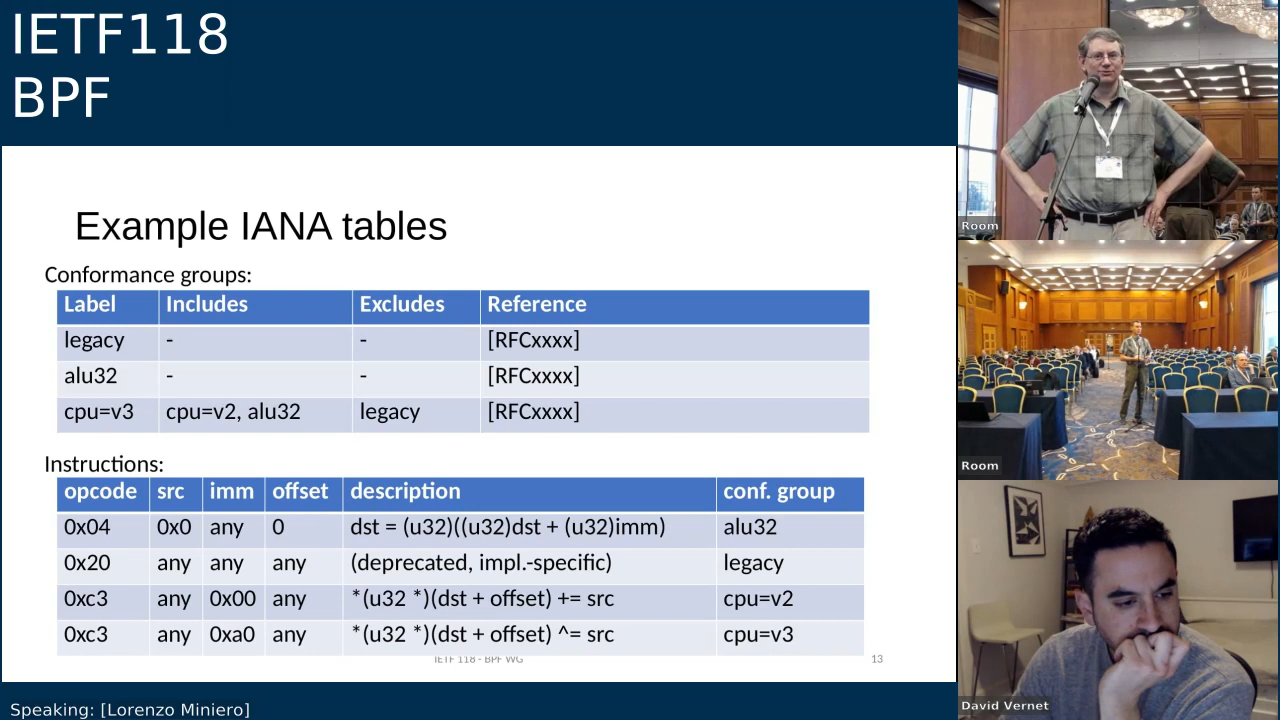 IETF118
BPF
Example IANA tables
Conformance groups:
Label Includes Excludes Reference
legacy - - [RFCxxxx]
alu32 - - [RFCxxxx]
cpu=v3 cpu=v2, alu32 legacy [RFCxxxx]
Instructions:
opcode src imm offset description conf. group
0x04 0x0 any 0 dst = (u32)((u32)dst + (u32)imm) alu32
0x20 any any any (deprecated, impl.-specific) legacy
0xc3 any 0x00 any *(u32 *)(dst + offset) += src cpu=v2
0xc3 any 0xa0 any *(u32 *)(dst + offset) ^= src cpu=v3
IETF 118 - BPF WG 13
Speaking: [Lorenzo Miniero]
Room
Room
David Vernet